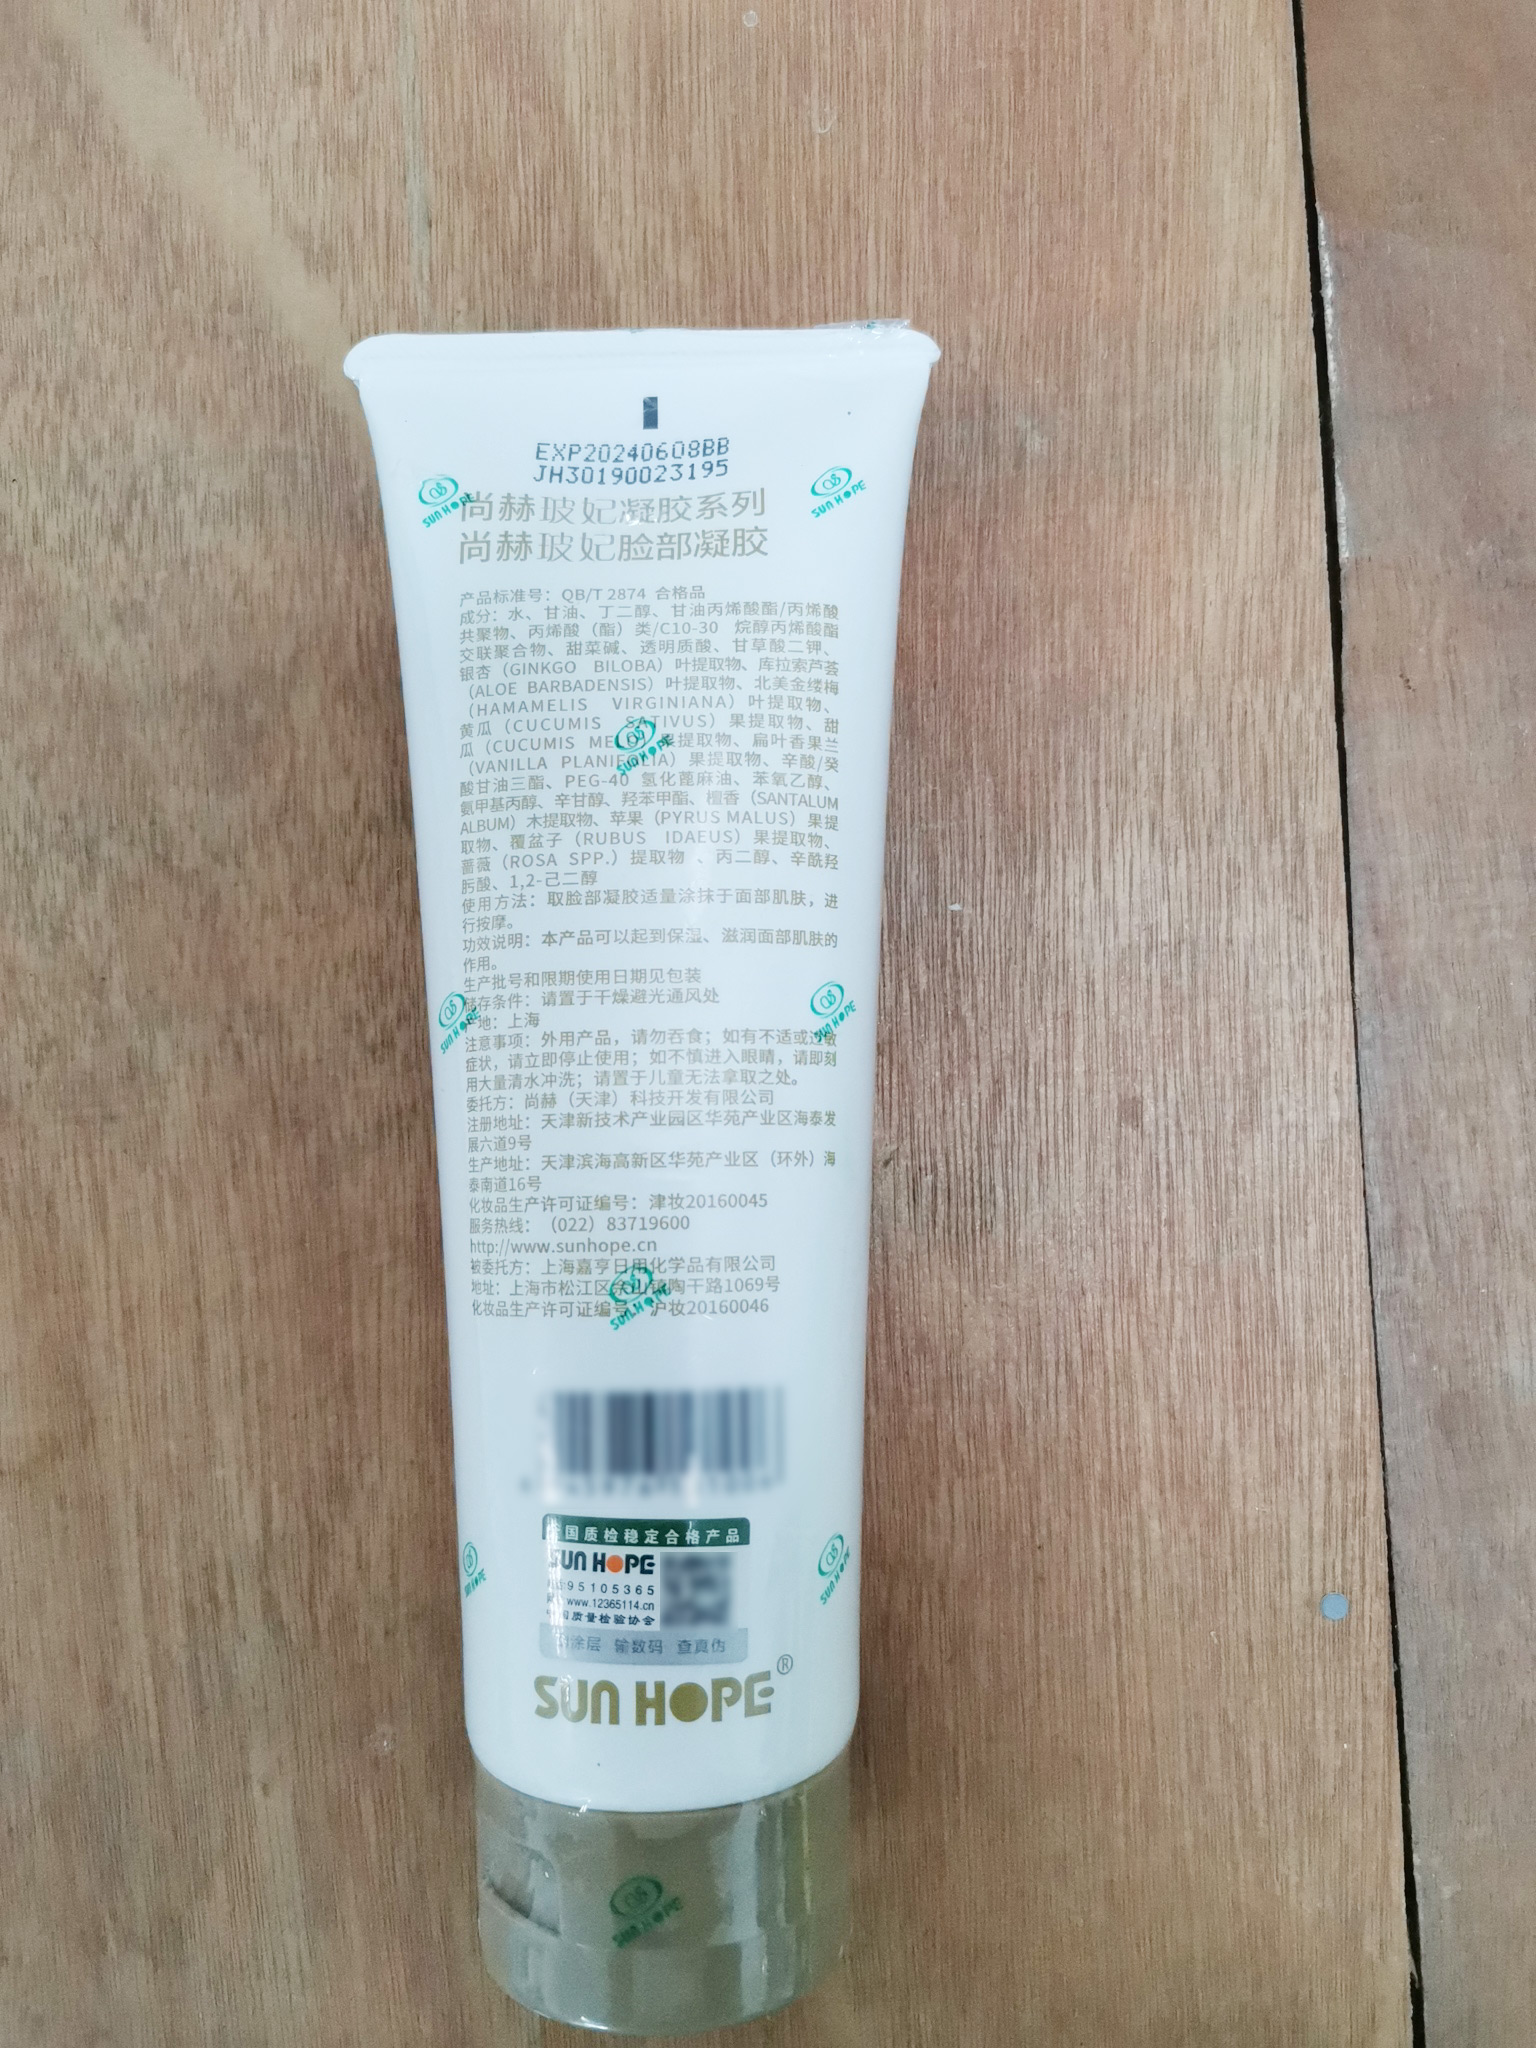 EXP20240608BB
JH30190023195
尚赫玻妃凝胶系列
尚赫玻妃脸部凝胶
产品标准号：QB/T 2874 合格品
成分：水、甘油、丁二醇、甘油丙烯酸酯/丙烯酸
共聚物、丙烯酸（酯）类/C10-30 烷醇丙烯酸酯
交联聚合物、甜菜碱、透明质酸、甘草酸二钾、
银杏（GINKGO BILOBA）叶提取物、库拉索芦荟
（ALOE BARBADENSIS）叶提取物、北美金缕梅
（HAMAMELIS VIRGINIANA）叶提取物、
黄瓜（CUCUMIS SATIVUS）果提取物、甜
瓜（CUCUMIS MELO）果提取物、扁叶香果兰
（VANILLA PLANIFOLIA）果提取物、辛酸/癸
酸甘油三酯、PEG-40 氢化蓖麻油、苯氧乙醇、
氨甲基丙醇、辛甘醇、羟苯甲酯、檀香（SANTALUM
ALBUM）木提取物、苹果（PYRUS MALUS）果提
取物、覆盆子（RUBUS IDAEUS）果提取物、
蔷薇（ROSA SPP.）提取物、丙二醇、辛酰羟
肟酸、1,2-己二醇
使用方法：取脸部凝胶适量涂抹于面部肌肤，进
行按摩。
功效说明：本产品可以起到保湿、滋润面部肌肤的
作用。
生产批号和限期使用日期见包装
储存条件：请置于干燥避光通风处
产地：上海
注意事项：外用产品，请勿吞食；如有不适或过敏
症状，请立即停止使用；如不慎进入眼睛，请即刻
用大量清水冲洗；请置于儿童无法拿取之处。
委托方：尚赫（天津）科技开发有限公司
注册地址：天津新技术产业园区华苑产业区海泰发
展六道9号
生产地址：天津滨海高新区华苑产业区（环外）海
泰南道16号
化妆品生产许可证编号：津妆20160045
服务热线：（022）83719600
http://www.sunhope.cn
被委托方：上海嘉亨日用化学品有限公司
地址：上海市松江区佘山镇陶干路1069号
化妆品生产许可证编号：沪妆20160046
国质检稳定合格产品
SUN HOPE
95105365
www.12365114.cn
国质量检验协会
涂层 输数码 查真伪
SUN HOPE®
SUN HOPE